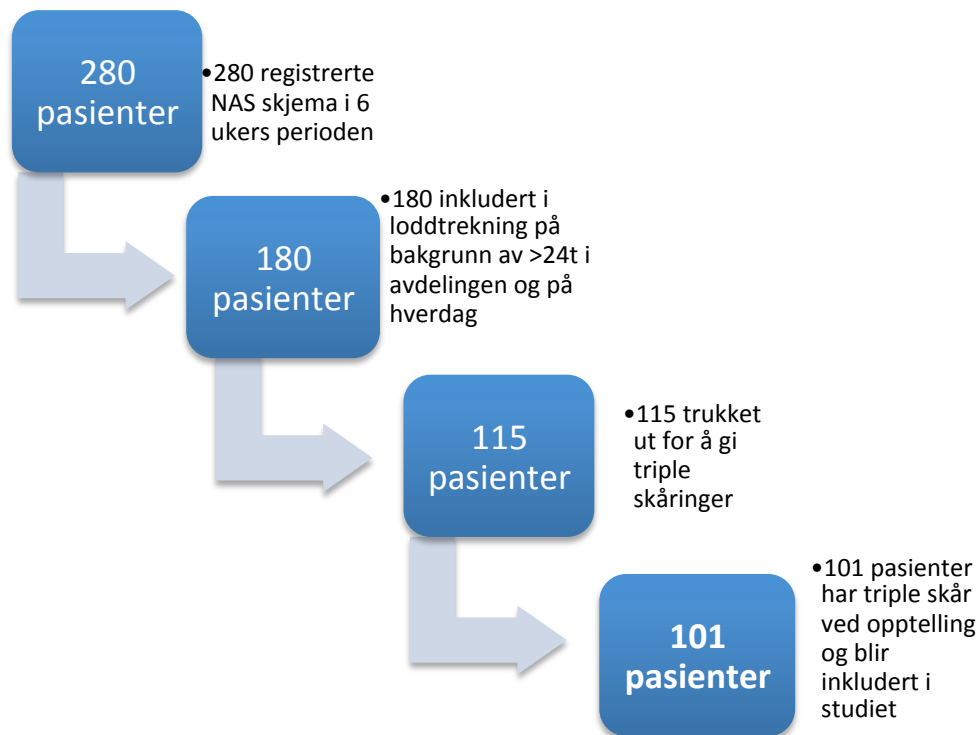 280
pasienter
•280 registrerte
NAS skjema i 6
ukers perioden
180
pasienter
•180 inkludert i
loddtrekning på
bakgrunn av >24t i
avdelingen og på
hverdag
115
pasienter
•115 trukket
ut for å gi
triple
skåringer
101
pasienter
•101 pasienter
har triple skår
ved opptelling
og blir
inkludert i
studiet